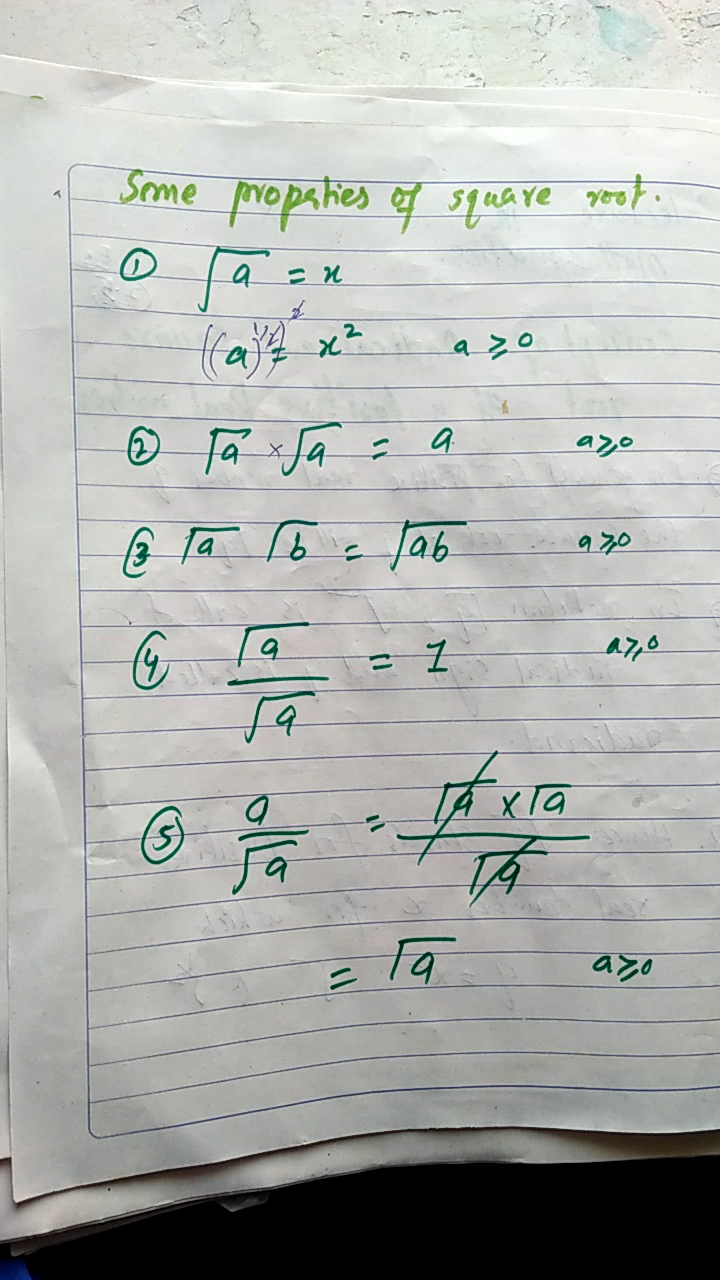 Some propaties of square root.
① √a = x
((a)^1/2)^2 = x² a ≥ 0
② √a × √a = a a ≥ 0
③ √a √b = √ab a ≥ 0
④ √a / √a = 1 a ≥ 0
⑤ a / √a = √a × √a / √a
= √a a ≥ 0